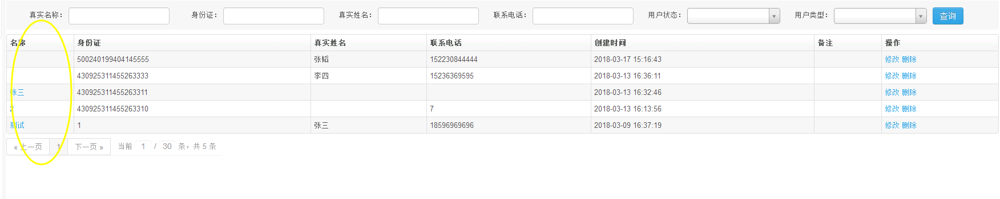 真实名称： 身份证： 真实姓名： 联系电话： 用户状态： 用户类型： 查询
名称 身份证 真实姓名 联系电话 创建时间 备注 操作
500240199404145555 张韬 152230844444 2018-03-17 15:16:43 修改 删除
430925311455263333 李四 15236369595 2018-03-13 16:36:11 修改 删除
张三 430925311455263311 2018-03-13 16:32:46 修改 删除
2 430925311455263310 7 2018-03-13 16:13:56 修改 删除
测试 1 张三 18596969696 2018-03-09 16:37:19 修改 删除
« 上一页 1 下一页 » 当前 1 / 30 条，共 5 条